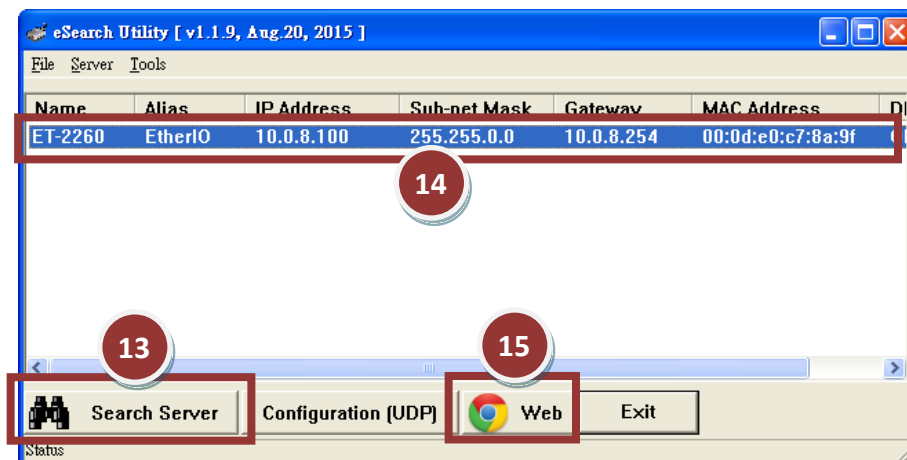 eSearch Utility [ v1.1.9, Aug.20, 2015 ]
File Server Tools
Name Alias IP Address Sub-net Mask Gateway MAC Address
ET-2260 EtherIO 10.0.8.100 255.255.0.0 10.0.8.254 00:0d:e0:c7:8a:9f
14
13 15
Search Server Configuration (UDP) Web Exit
Status